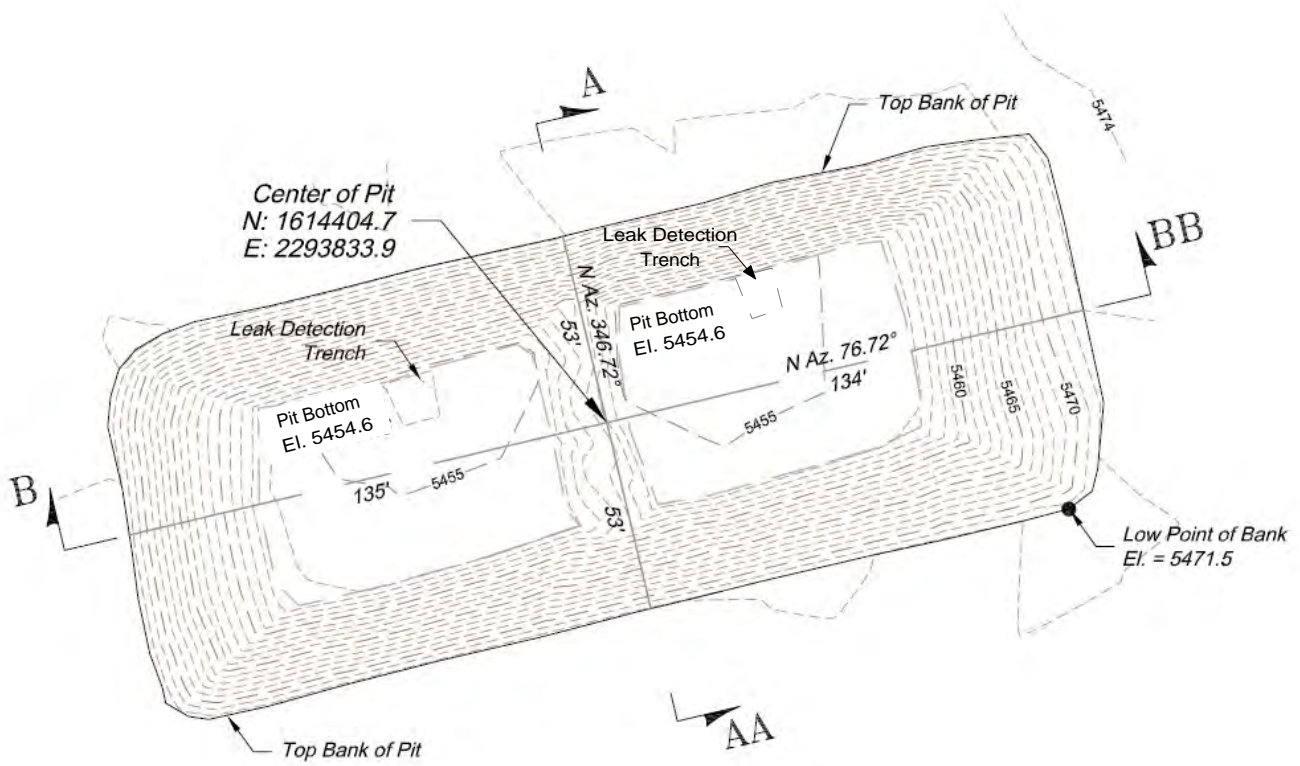 A
Top Bank of Pit
5474
Center of Pit
N: 1614404.7
E: 2293833.9
BB
Leak Detection
Trench
N Az. 346.72°
53'
Pit Bottom
El. 5454.6
Leak Detection
Trench
N Az. 76.72°
134'
5460
5465
5470
Pit Bottom
El. 5454.6
5455
B
135'
5455
53'
Low Point of Bank
El. = 5471.5
AA
Top Bank of Pit